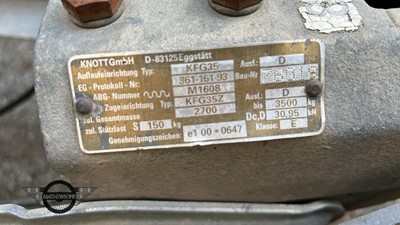 KNOTT GmbH D-83125 Eggstätt
Auflaufeinrichtung Typ: KFG35 Ausf.: D
EG-Protokoll-Nr.: 361-161-93 Bau-Nr.
ABG-Nummer M1608
Zugeinrichtung Typ: KFG35Z Ausf.: D
zul. Gesamtmasse 2700 bis 3500 kg
zul. Stützlast S 150 kg Dc,D 30,95 kN
Genehmigungszeichen: e1 00*0647 Klasse: E
MATHEWSONS